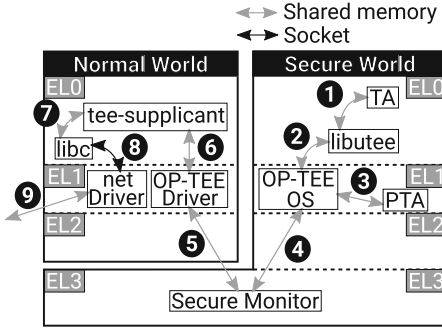 Shared memory
Socket
Normal World
Secure World
EL0
EL0
1
TA
7
tee-supplicant
2
libutee
libc
8
6
9
EL1
net
Driver
OP-TEE
Driver
OP-TEE
OS
3
EL1
PTA
EL2
5
4
EL2
EL3
Secure Monitor
EL3